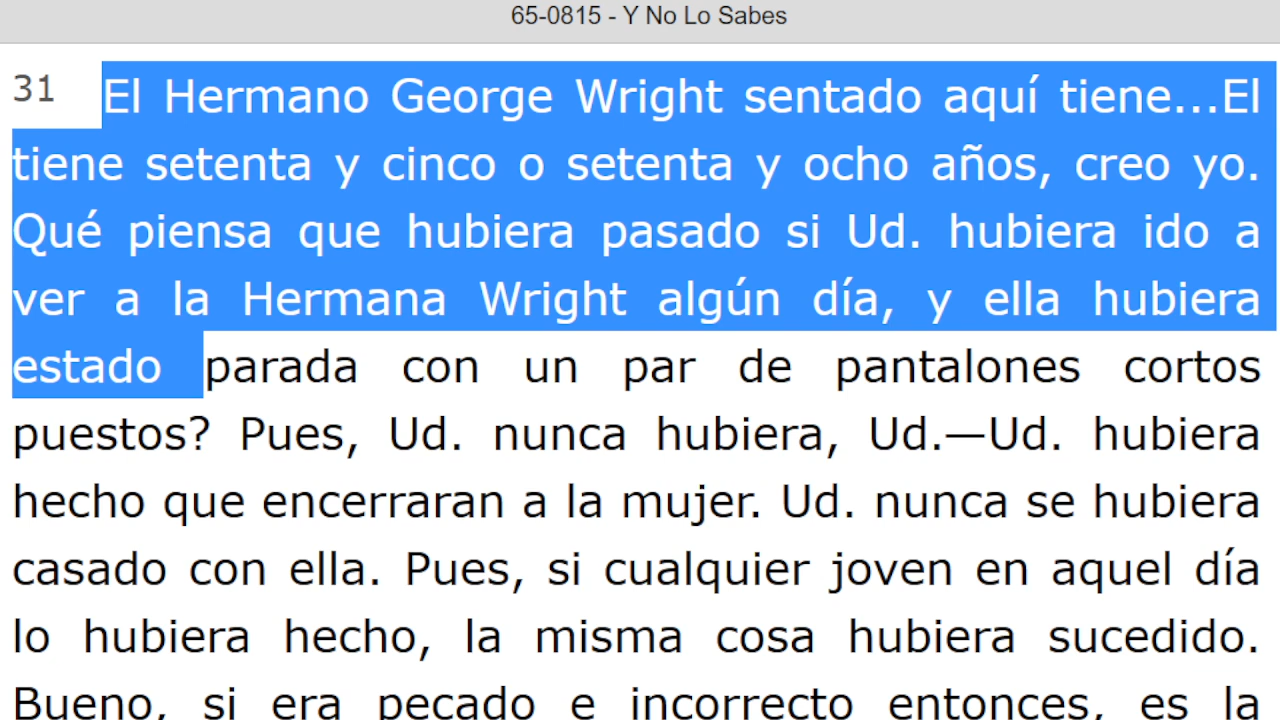 65-0815 - Y No Lo Sabes
31 El Hermano George Wright sentado aquí tiene...El
tiene setenta y cinco o setenta y ocho años, creo yo.
Qué piensa que hubiera pasado si Ud. hubiera ido a
ver a la Hermana Wright algún día, y ella hubiera
estado parada con un par de pantalones cortos
puestos? Pues, Ud. nunca hubiera, Ud.—Ud. hubiera
hecho que encerraran a la mujer. Ud. nunca se hubiera
casado con ella. Pues, si cualquier joven en aquel día
lo hubiera hecho, la misma cosa hubiera sucedido.
Bueno, si era pecado e incorrecto entonces, es la